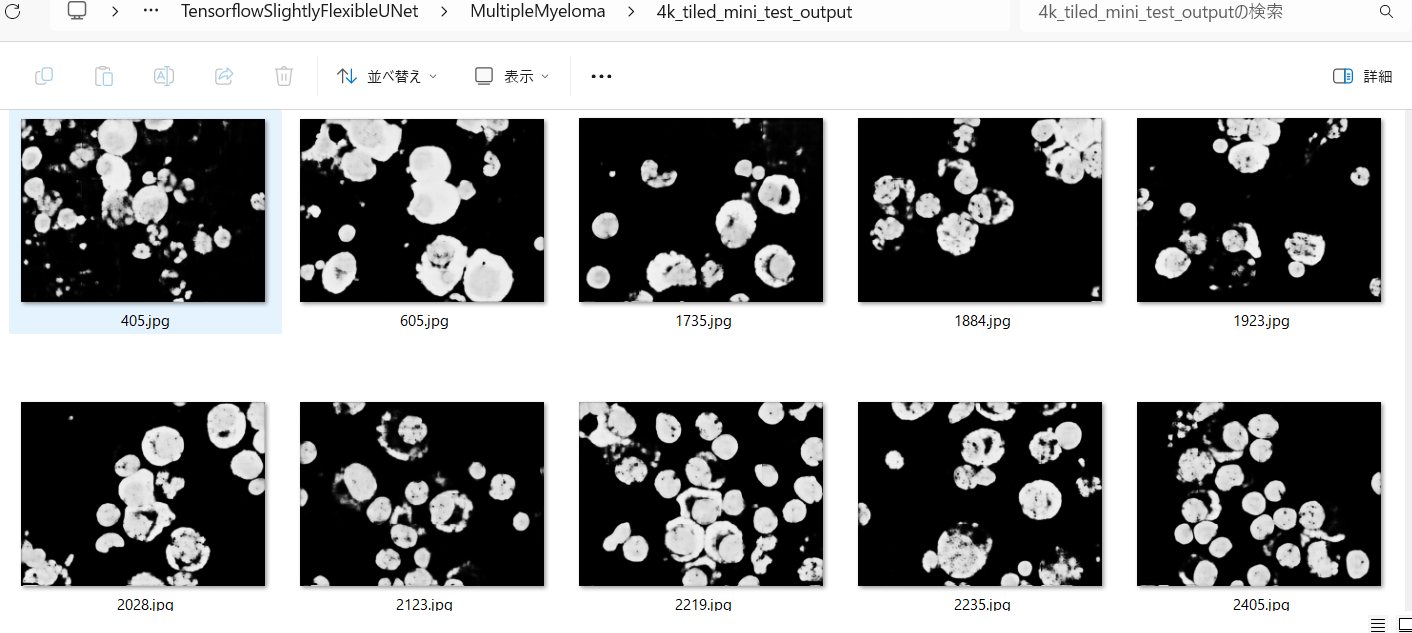 TensorflowSlightlyFlexibleUNet > MultipleMyeloma > 4k_tiled_mini_test_output
4k_tiled_mini_test_outputの検索
並べ替え 表示 ••• 詳細
405.jpg 605.jpg 1735.jpg 1884.jpg 1923.jpg
2028.jpg 2123.jpg 2219.jpg 2235.jpg 2405.jpg